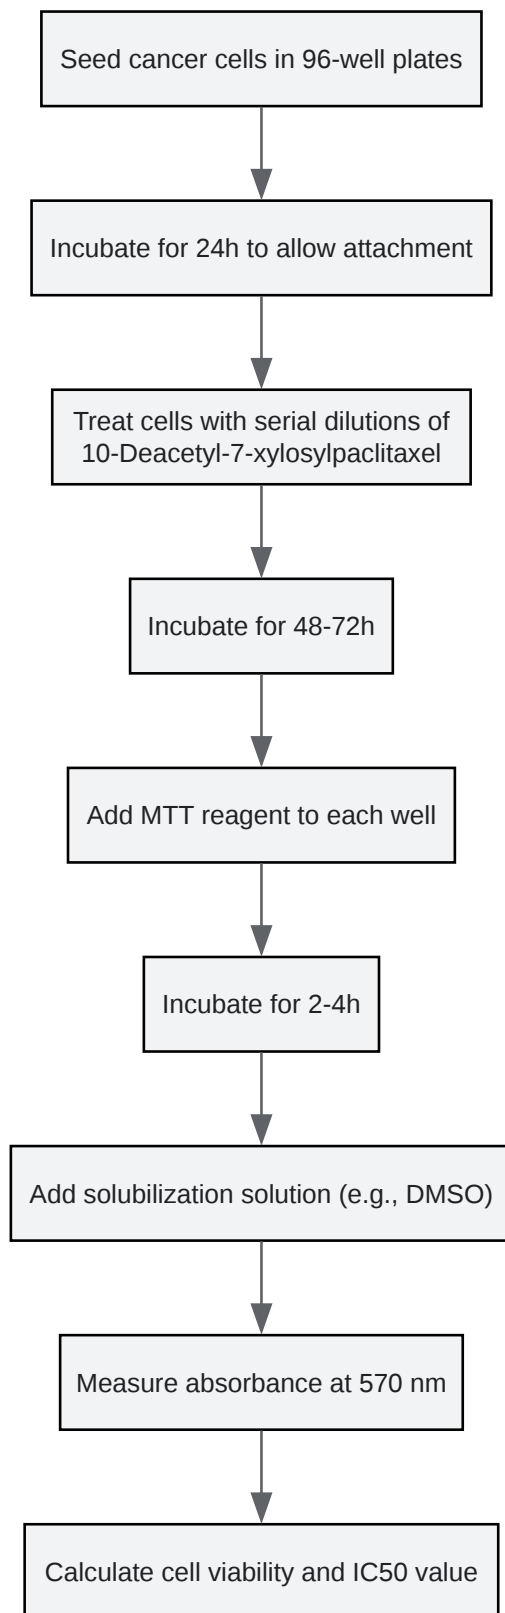 Seed cancer cells in 96-well plates
Incubate for 24h to allow attachment
Treat cells with serial dilutions of
10-Deacetyl-7-xylosylpaclitaxel
Incubate for 48-72h
Add MTT reagent to each well
Incubate for 2-4h
Add solubilization solution (e.g., DMSO)
Measure absorbance at 570 nm
Calculate cell viability and IC50 value